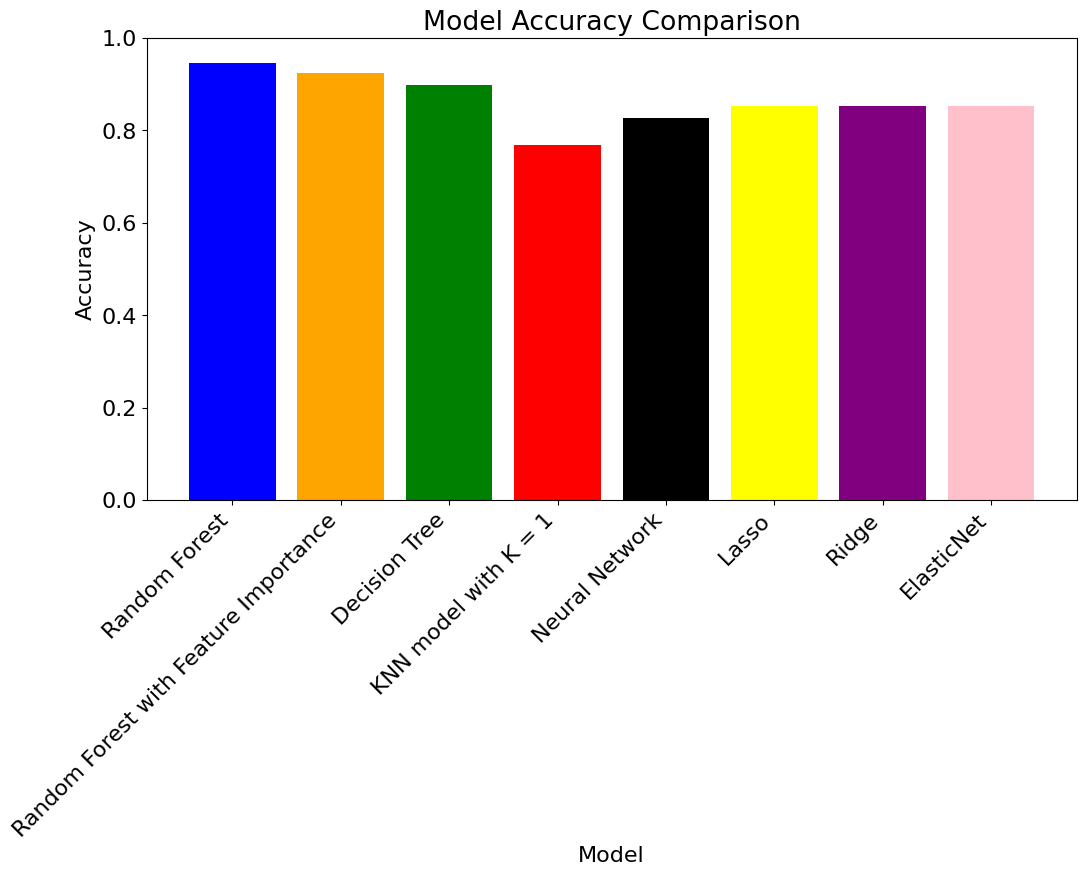 Model Accuracy Comparison
1.0
0.8
0.6
0.4
0.2
0.0
Accuracy
Random Forest
Random Forest with Feature Importance
Decision Tree
KNN model with K = 1
Neural Network
Lasso
Ridge
ElasticNet
Model